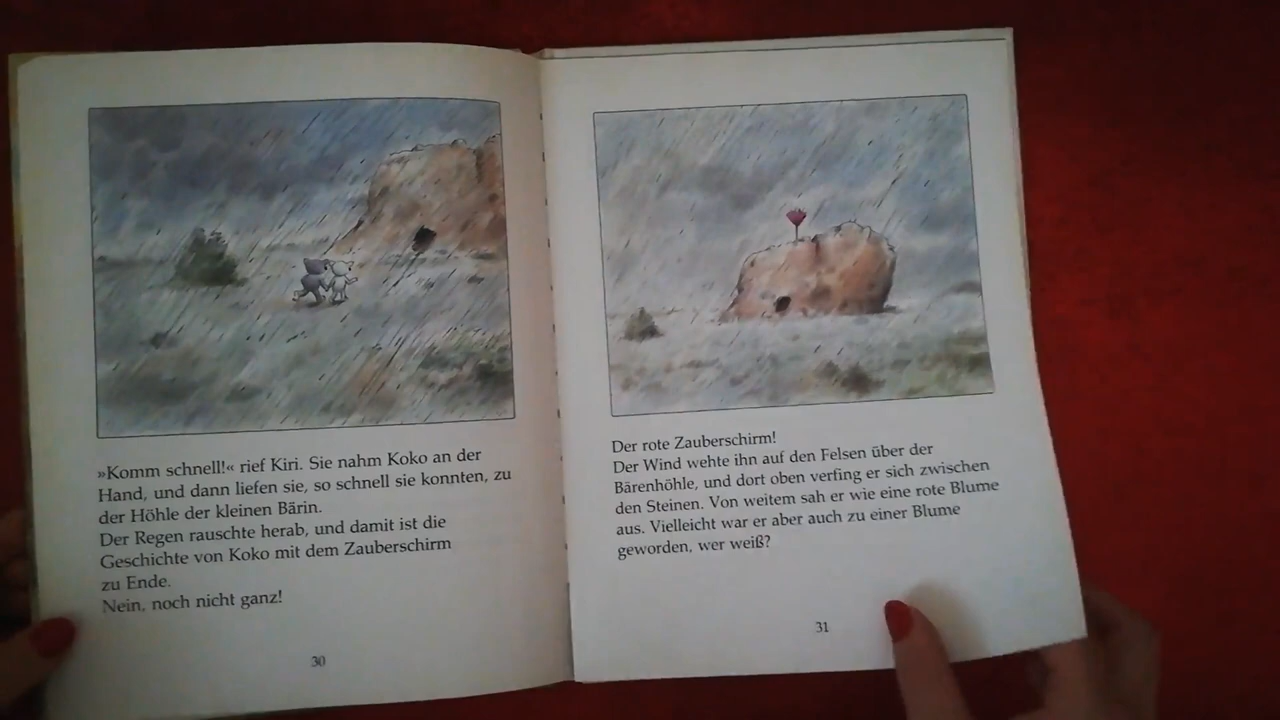 »Komm schnell!« rief Kiri. Sie nahm Koko an der
Hand, und dann liefen sie, so schnell sie konnten, zu
der Höhle der kleinen Bärin.
Der Regen rauschte herab, und damit ist die
Geschichte von Koko mit dem Zauberschirm
zu Ende.
Nein, noch nicht ganz!
30
Der rote Zauberschirm!
Der Wind wehte ihn auf den Felsen über der
Bärenhöhle, und dort oben verfing er sich zwischen
den Steinen. Von weitem sah er wie eine rote Blume
aus. Vielleicht war er aber auch zu einer Blume
geworden, wer weiß?
31